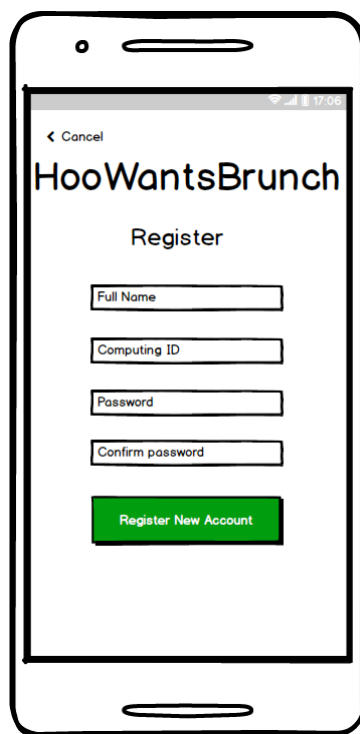 17:06
Cancel
HooWantsBrunch
Register
Full Name
Computing ID
Password
Confirm password
Register New Account